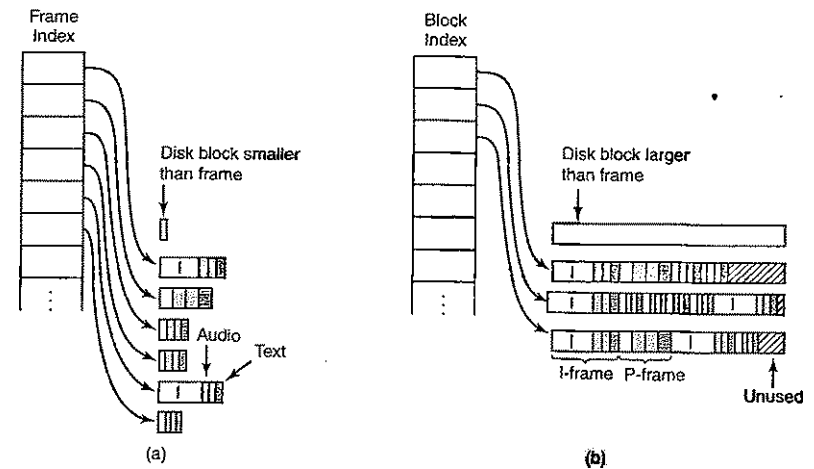 Frame
Index
Disk block smaller
than frame
I
Audio
Text
I
(a)
Block
Index
Disk block larger
than frame
I
I
I
I
I
I-frame
P-frame
Unused
(b)